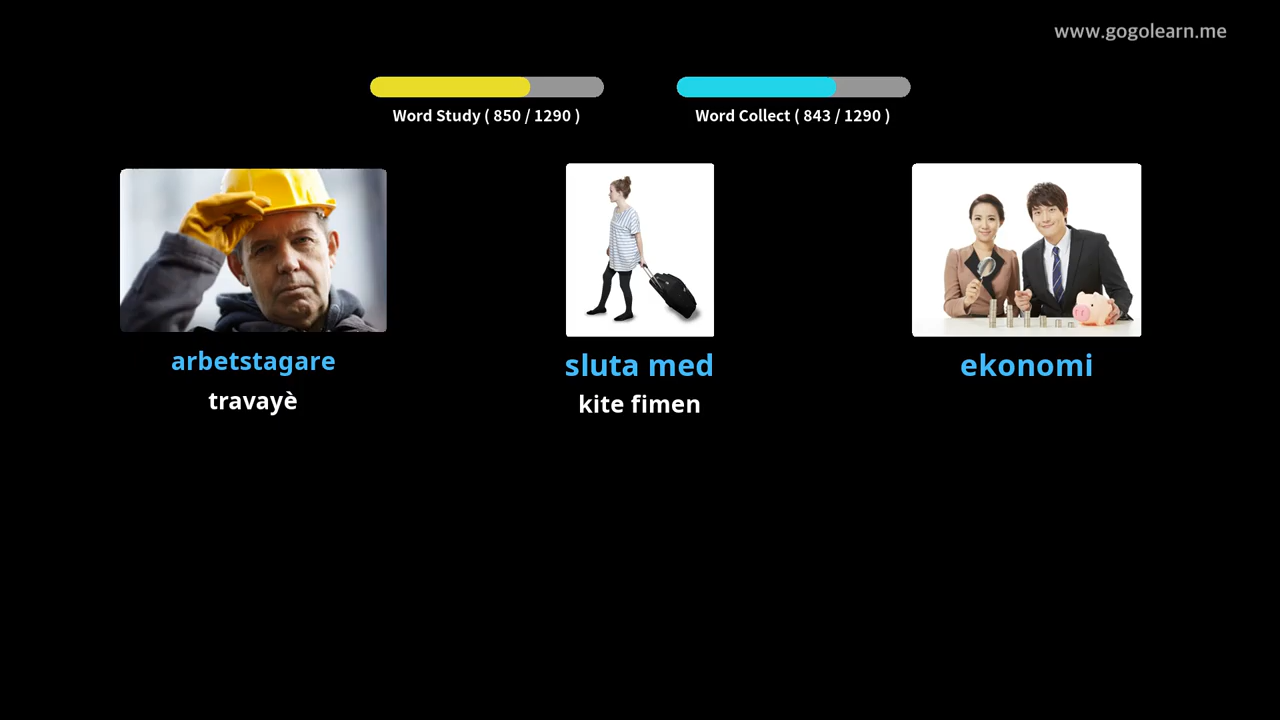 www.gogolearn.me
Word Study ( 850 / 1290 )
Word Collect ( 843 / 1290 )
arbetstagare
travayè
sluta med
kite fimen
ekonomi